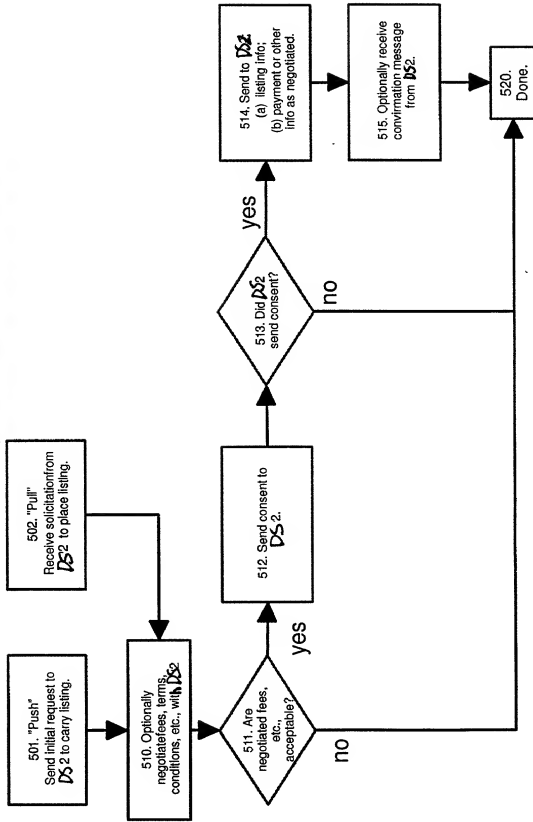 501. "Push"
Send initial request to
DS2 to carry listing.
502. "Pull"
Receive solicitationfrom
DS2 to place listing.
510. Optionally
negotiatefees, terms,
conditions, etc., with DS2
511. Are
negotiated fees,
etc.,
acceptable?
yes
no
512. Send consent to
DS2.
513. Did DS2
send consent?
yes
no
514. Send to DS2
(a) listing info;
(b) payment or other
info as negotiated.
515. Optionally receive
convirmation message
from DS2.
520.
Done.